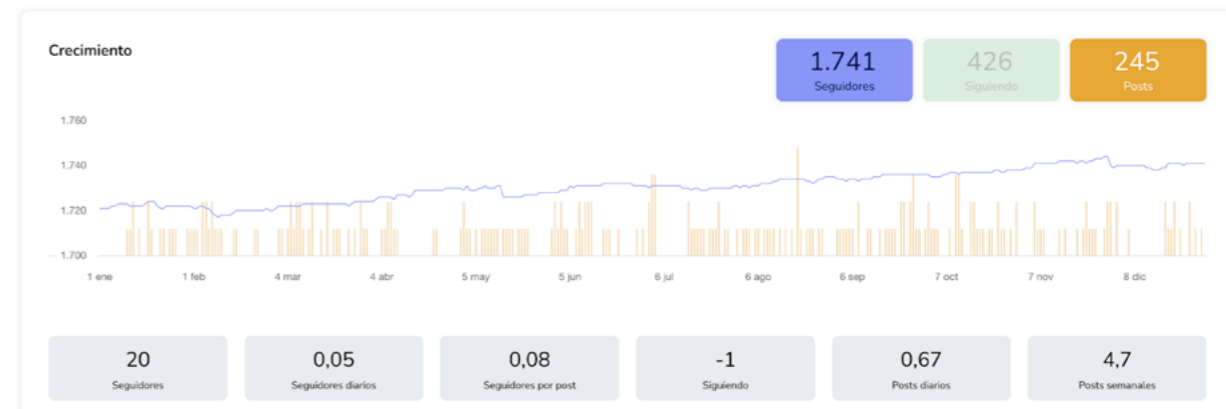 Crecimiento
1.741
Seguidores
426
Siguiendo
245
Posts
1.760
1.740
1.720
1.700
1 ene 1 feb 4 mar 4 abr 5 may 5 jun 6 jul 6 ago 6 sep 7 oct 7 nov 8 dic
20 0,05 0,08 -1 0,67 4,7
Seguidores Seguidores diarios Seguidores por post Siguiendo Posts diarios Posts semanales